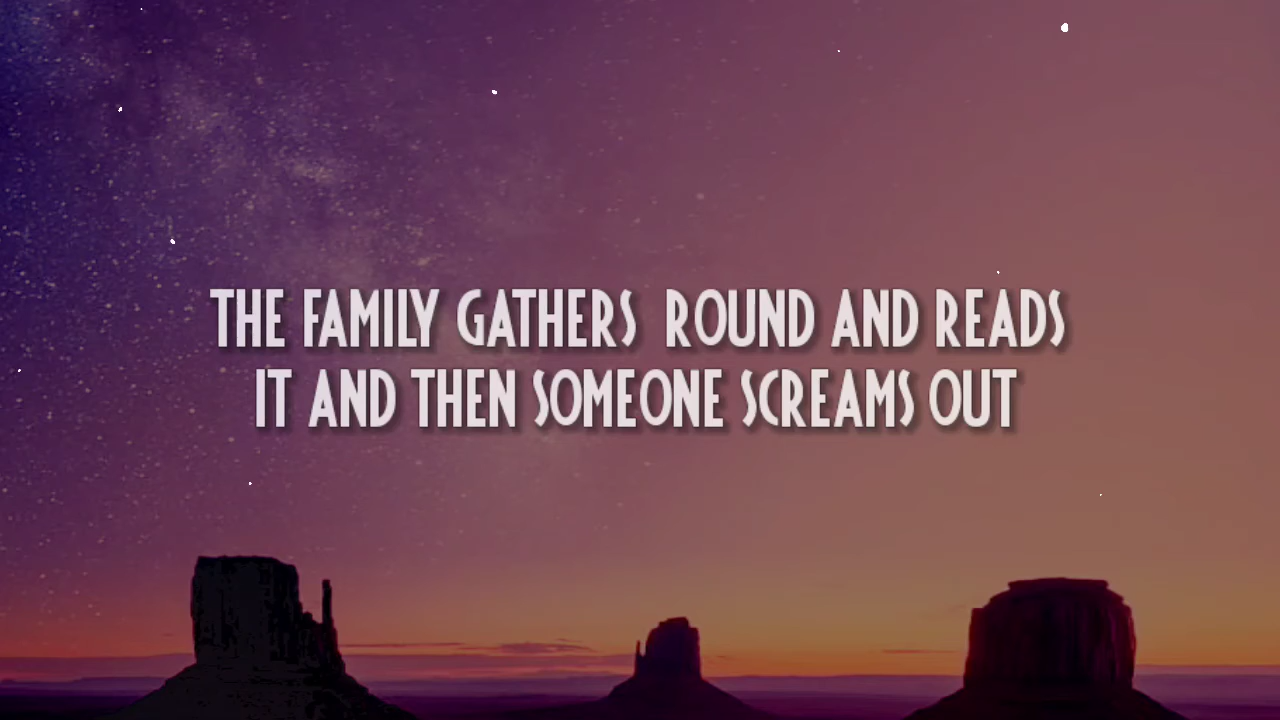 THE FAMILY GATHERS ROUND AND READS
IT AND THEN SOMEONE SCREAMS OUT